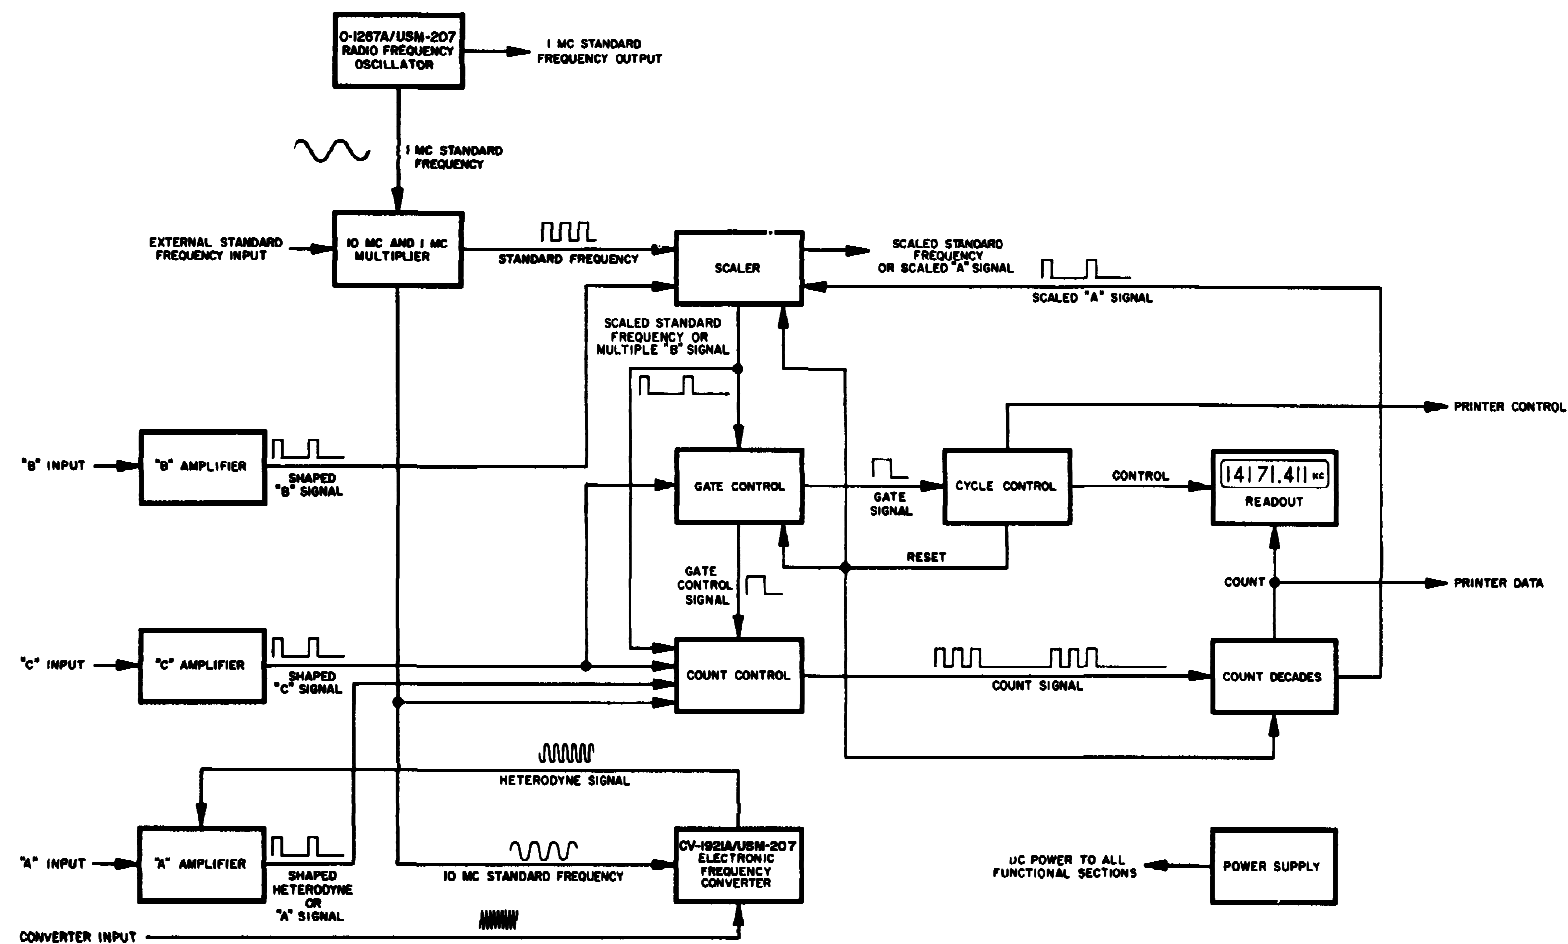 O-1267A/USM-207
RADIO FREQUENCY
OSCILLATOR
1 MC STANDARD
FREQUENCY OUTPUT
1 MC STANDARD
FREQUENCY
EXTERNAL STANDARD
FREQUENCY INPUT
10 MC AND 1 MC
MULTIPLIER
STANDARD FREQUENCY
SCALER
SCALED STANDARD
FREQUENCY
OR SCALED "A" SIGNAL
SCALED "A" SIGNAL
SCALED STANDARD
FREQUENCY OR
MULTIPLE "B" SIGNAL
PRINTER CONTROL
"B" INPUT
"B" AMPLIFIER
SHAPED
"B" SIGNAL
GATE CONTROL
GATE
SIGNAL
CYCLE CONTROL
CONTROL
14171.411 KC
READOUT
RESET
GATE
CONTROL
SIGNAL
COUNT
PRINTER DATA
"C" INPUT
"C" AMPLIFIER
SHAPED
"C" SIGNAL
COUNT CONTROL
COUNT SIGNAL
COUNT DECADES
HETERODYNE SIGNAL
"A" INPUT
"A" AMPLIFIER
SHAPED
HETERODYNE
OR
"A" SIGNAL
10 MC STANDARD FREQUENCY
CV-1921A/USM-207
ELECTRONIC
FREQUENCY
CONVERTER
DC POWER TO ALL
FUNCTIONAL SECTIONS
POWER SUPPLY
CONVERTER INPUT